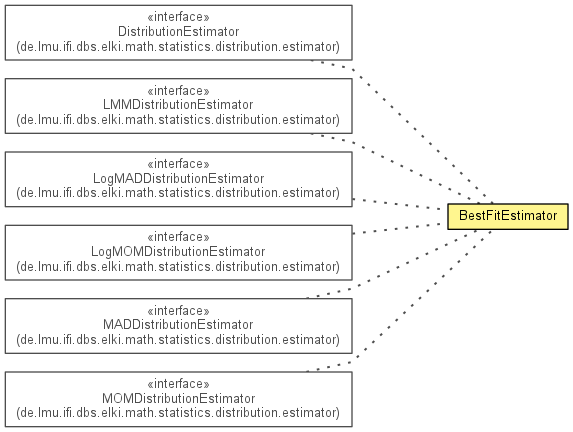 «interface»
DistributionEstimator
(de.lmu.ifi.dbs.elki.math.statistics.distribution.estimator)
«interface»
LMMDistributionEstimator
(de.lmu.ifi.dbs.elki.math.statistics.distribution.estimator)
«interface»
LogMADDistributionEstimator
(de.lmu.ifi.dbs.elki.math.statistics.distribution.estimator)
«interface»
LogMOMDistributionEstimator
(de.lmu.ifi.dbs.elki.math.statistics.distribution.estimator)
«interface»
MADDistributionEstimator
(de.lmu.ifi.dbs.elki.math.statistics.distribution.estimator)
«interface»
MOMDistributionEstimator
(de.lmu.ifi.dbs.elki.math.statistics.distribution.estimator)
BestFitEstimator